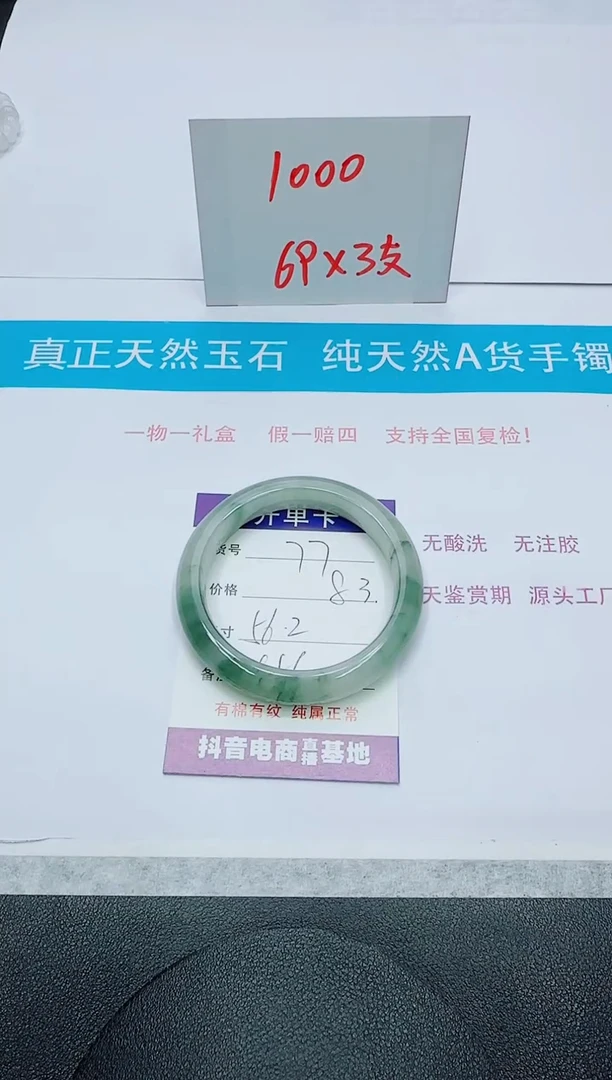 1000
69×3支
真正天然玉石 纯天然A货手镯
一物一礼盒 假一赔四 支持全国复检!
开单卡
货号 77
无酸洗 无注胶
价格 83
天鉴赏期 源头工厂
寸 56.2
备
有棉有纹 纯属正常
抖音电商直播基地